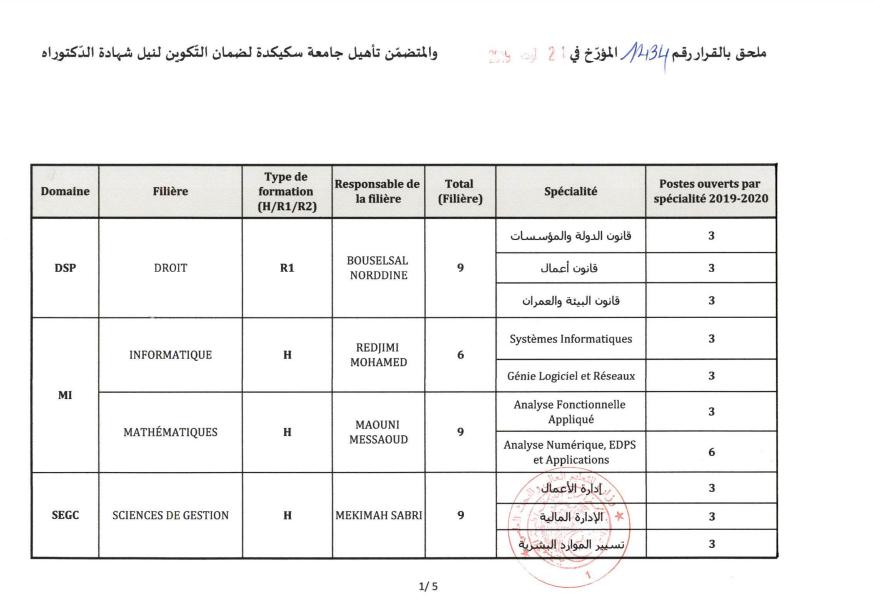 ملحق بالقرار رقم 1434 المؤرّخ في 21 والمتضمّن تأهيل جامعة سكيكدة لضمان التّكوين لنيل شهادة الدّكتوراه
Domaine Filière Type de formation (H/R1/R2) Responsable de la filière Total (Filière) Spécialité Postes ouverts par spécialité 2019-2020
DSP DROIT R1 BOUSELSAL NORDDINE 9
قانون الدولة والمؤسسات 3
قانون أعمال 3
قانون البيئة والعمران 3
MI
INFORMATIQUE H REDJIMI MOHAMED 6
Systèmes Informatiques 3
Génie Logiciel et Réseaux 3
MATHÉMATIQUES H MAOUNI MESSAOUD 9
Analyse Fonctionnelle Appliqué 3
Analyse Numérique, EDPS et Applications 6
SEGC SCIENCES DE GESTION H MEKIMAH SABRI 9
إدارة الأعمال 3
الإدارة المالية 3
تسيير الموارد البشرية 3
1/ 5